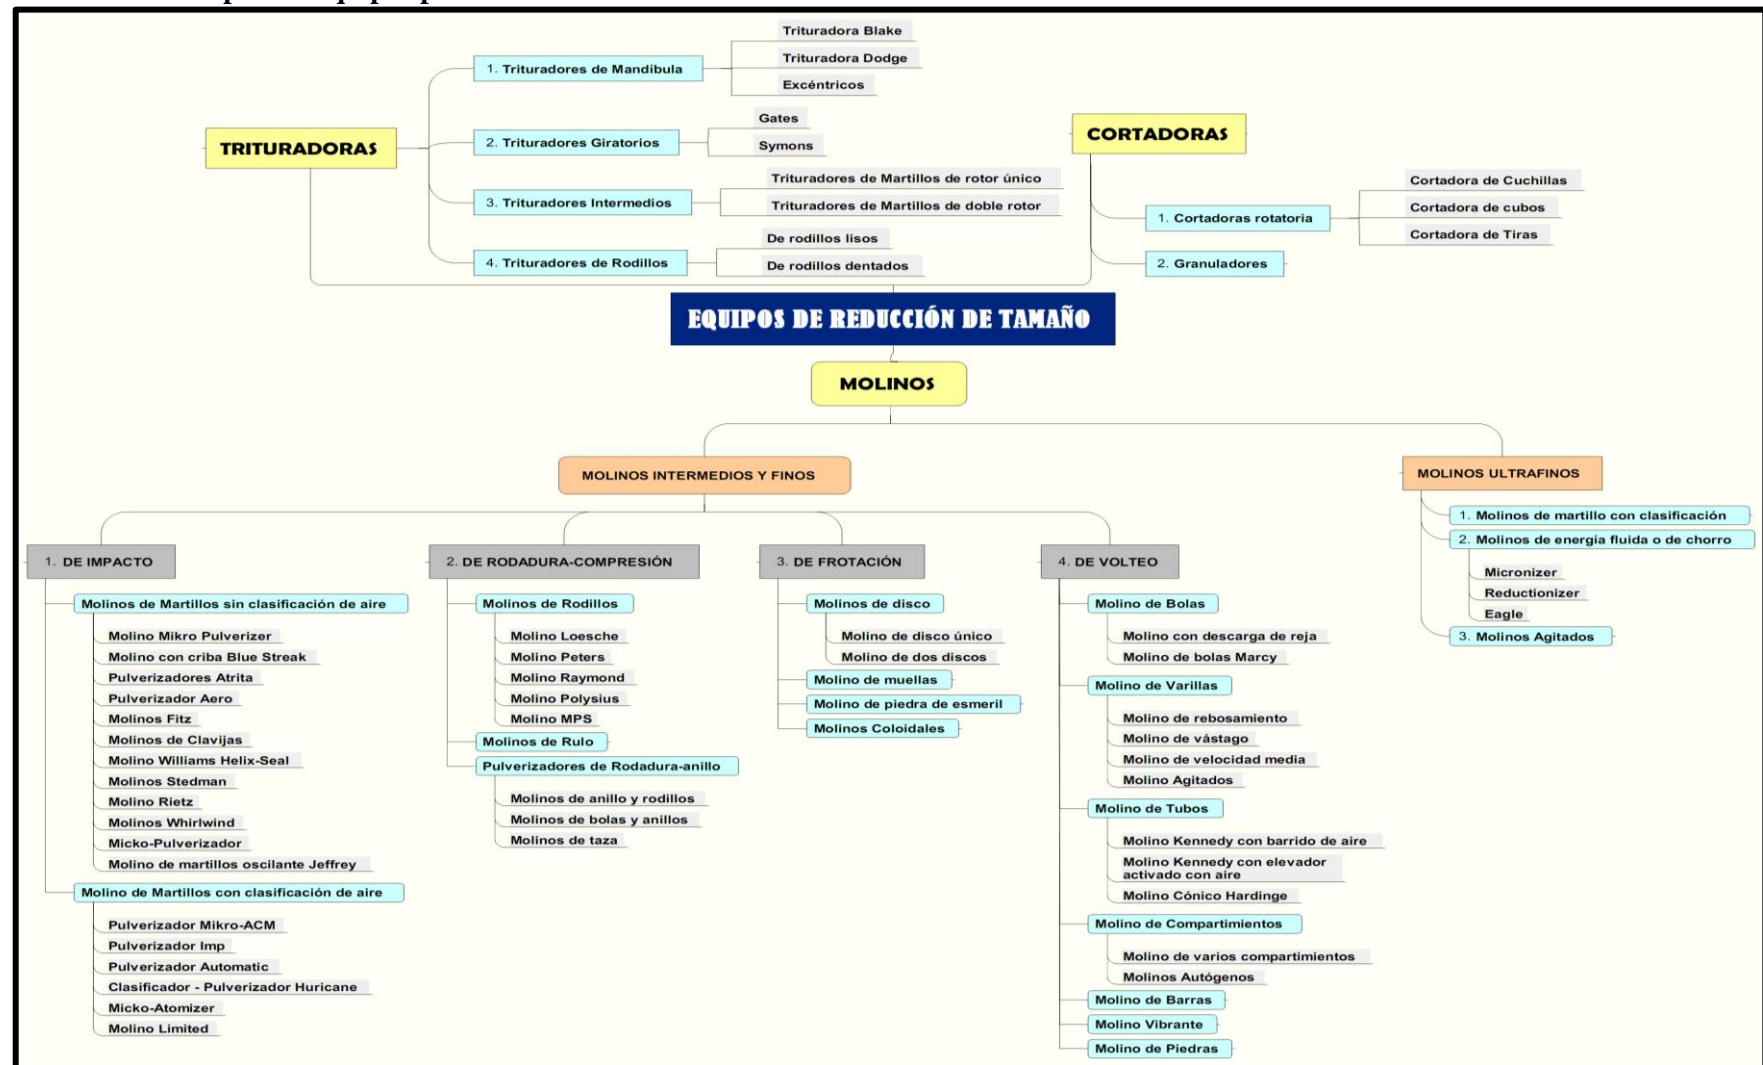 TRITURADORAS
1. Trituradores de Mandíbula
Trituradora Blake
Trituradora Dodge
Excéntricos
2. Trituradores Giratorios
Gates
Symons
3. Trituradores Intermedios
Trituradores de Martillos de rotor único
Trituradores de Martillos de doble rotor
4. Trituradores de Rodillos
De rodillos lisos
De rodillos dentados
CORTADORAS
1. Cortadoras rotatoria
Cortadora de Cuchillas
Cortadora de cubos
Cortadora de Tiras
2. Granuladores
EQUIPOS DE REDUCCIÓN DE TAMAÑO
MOLINOS
MOLINOS INTERMEDIOS Y FINOS
1. DE IMPACTO
Molinos de Martillos sin clasificación de aire
Molino Mikro Pulverizer
Molino con criba Blue Streak
Pulverizadores Atrita
Pulverizador Aero
Molinos Fitz
Molinos de Clavijas
Molino Williams Helix-Seal
Molinos Stedman
Molino Rietz
Molinos Whirlwind
Micko-Pulverizador
Molino de martillos oscilante Jeffrey
Molino de Martillos con clasificación de aire
Pulverizador Mikro-ACM
Pulverizador Imp
Pulverizador Automatic
Clasificador - Pulverizador Huricane
Micko-Atomizer
Molino Limited
2. DE RODADURA-COMPRESIÓN
Molinos de Rodillos
Molino Loesche
Molino Peters
Molino Raymond
Molino Polysius
Molino MPS
Molinos de Rulo
Pulverizadores de Rodadura-anillo
Molinos de anillo y rodillos
Molinos de bolas y anillos
Molinos de taza
3. DE FROTACIÓN
Molinos de disco
Molino de disco único
Molino de dos discos
Molino de muellas
Molino de piedra de esmeril
Molinos Coloidales
4. DE VOLTEO
Molino de Bolas
Molino con descarga de reja
Molino de bolas Marcy
Molino de Varillas
Molino de rebosamiento
Molino de vástago
Molino de velocidad media
Molino Agitados
Molino de Tubos
Molino Kennedy con barrido de aire
Molino Kennedy con elevador
activado con aire
Molino Cónico Hardinge
Molino de Compartimientos
Molino de varios compartimientos
Molinos Autógenos
Molino de Barras
Molino Vibrante
Molino de Piedras
MOLINOS ULTRAFINOS
1. Molinos de martillo con clasificación
2. Molinos de energía fluida o de chorro
Micronizer
Reductionizer
Eagle
3. Molinos Agitados